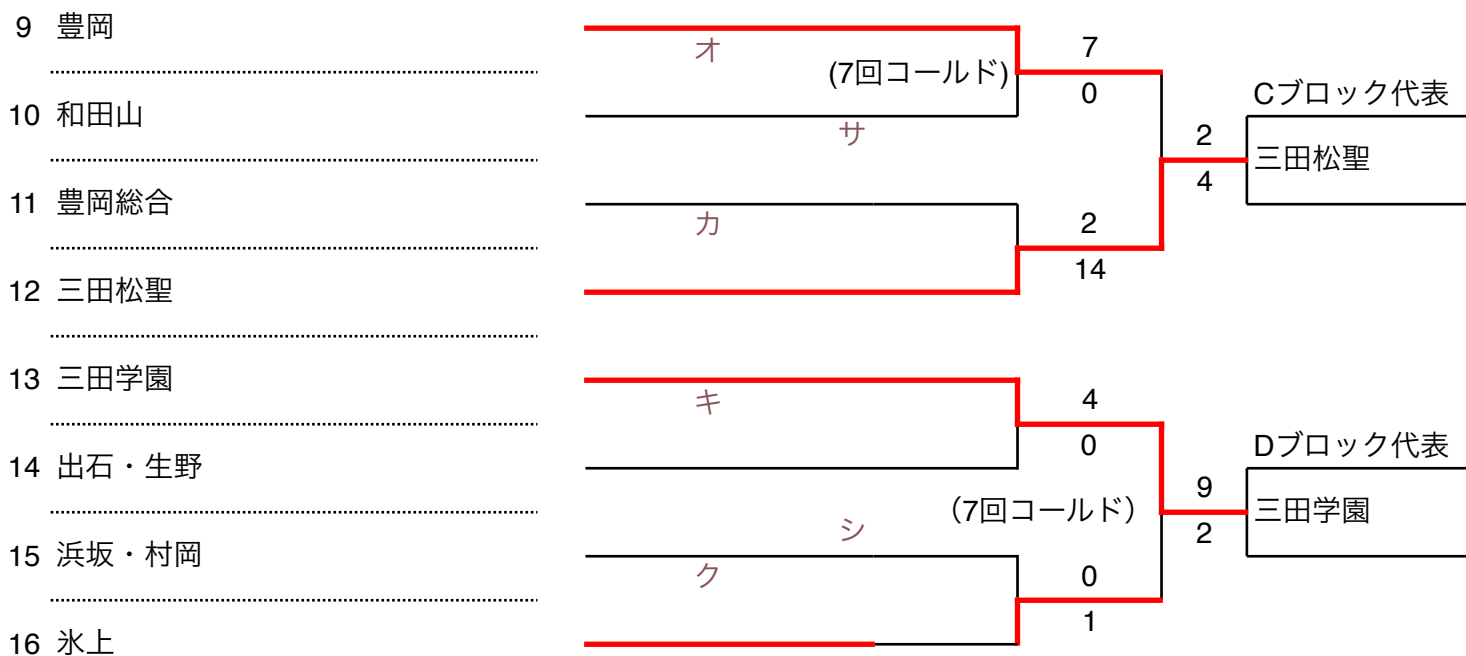 9 豊岡
オ
7
(7回コールド)
0
Cブロック代表
10 和田山
サ
2
三田松聖
4
11 豊岡総合
カ
2
14
12 三田松聖
13 三田学園
キ
4
0
Dブロック代表
14 出石・生野
（7回コールド）
9
三田学園
2
シ
15 浜坂・村岡
ク
0
1
16 氷上